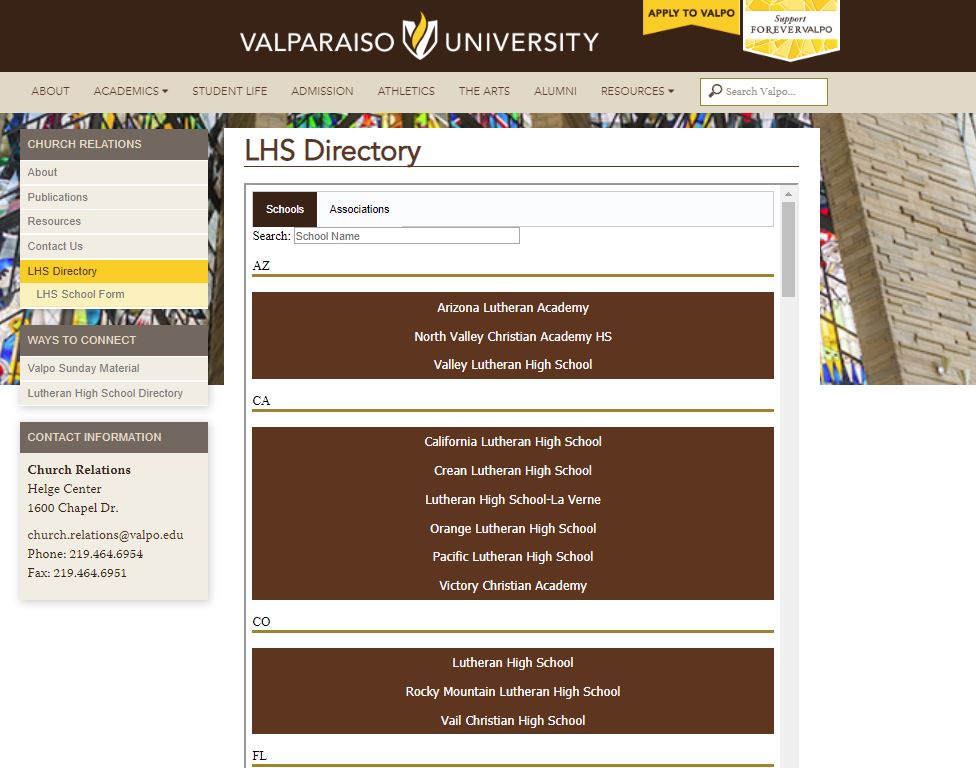 VALPARAISO UNIVERSITY
APPLY TO VALPO
Support
FOREVERVALPO
ABOUT ACADEMICS STUDENT LIFE ADMISSION ATHLETICS THE ARTS ALUMNI RESOURCES Search Valpo...
CHURCH RELATIONS
About
Publications
Resources
Contact Us
LHS Directory
LHS School Form
WAYS TO CONNECT
Valpo Sunday Material
Lutheran High School Directory
CONTACT INFORMATION
Church Relations
Helge Center
1600 Chapel Dr.
church.relations@valpo.edu
Phone: 219.464.6954
Fax: 219.464.6951
LHS Directory
Schools Associations
Search: School Name
AZ
Arizona Lutheran Academy
North Valley Christian Academy HS
Valley Lutheran High School
CA
California Lutheran High School
Crean Lutheran High School
Lutheran High School-La Verne
Orange Lutheran High School
Pacific Lutheran High School
Victory Christian Academy
CO
Lutheran High School
Rocky Mountain Lutheran High School
Vail Christian High School
FL